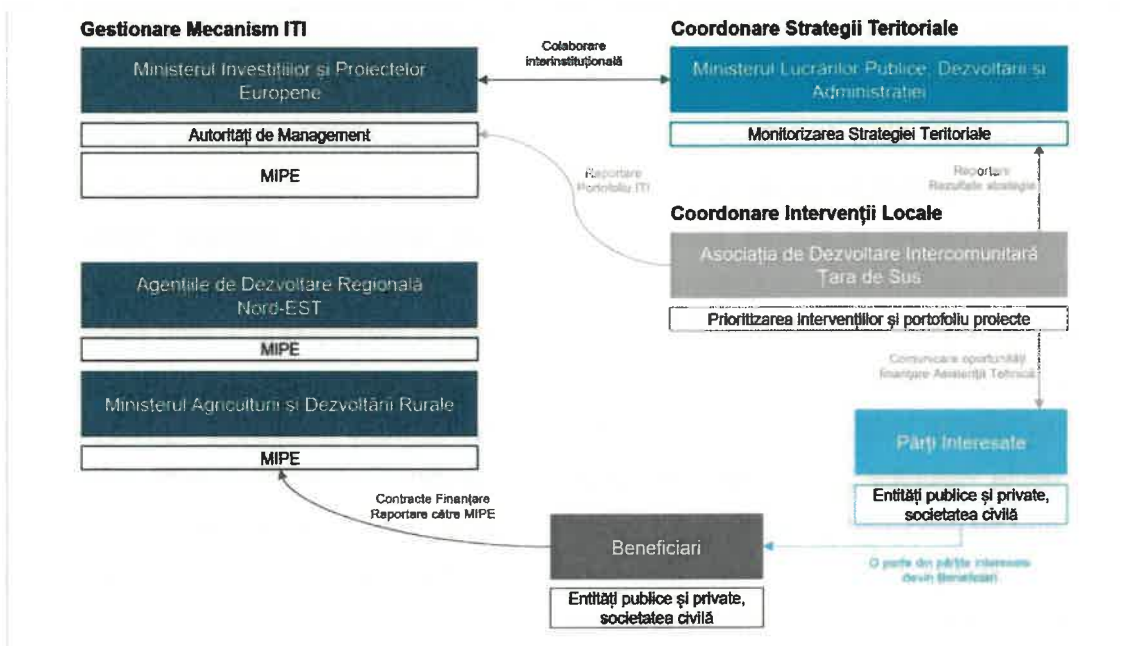 Gestionare Mecanism ITI
Ministerul Investițiilor și Proiectelor
Europene
Autorități de Management
MIPE
Agențiile de Dezvoltare Regională
Nord-EST
MIPE
Ministerul Agriculturii și Dezvoltării Rurale
MIPE
Colaborare
interinstituțională
Coordonare Strategii Teritoriale
Ministerul Lucrărilor Publice, Dezvoltării și
Administrației
Monitorizarea Strategiei Teritoriale
Raportare
Portofoliu ITI
Raportare
Rezultate strategie
Coordonare Intervenții Locale
Asociația de Dezvoltare Intercomunitară
Țara de Sus
Prioritizarea intervențiilor și portofoliu proiecte
Comunicare oportunități
finanțare Asistență Tehnică
Părți Interesate
Entități publice și private,
societatea civilă
O parte din părțile interesate
devin Beneficiari
Contracte Finanțare
Raportare către MIPE
Beneficiari
Entități publice și private,
societatea civilă